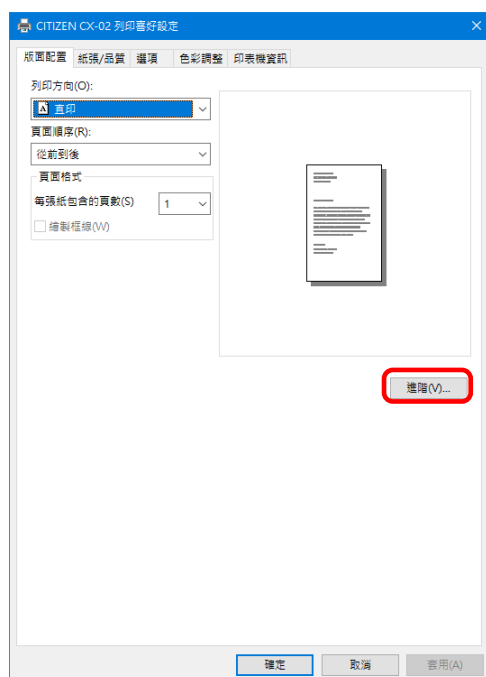 CITIZEN CX-02 列印喜好設定
版面配置 紙張/品質 選項 色彩調整 印表機資訊
列印方向(O):
A 直印
頁面順序(R):
從前到後
頁面格式
每張紙包含的頁數(S) 1
繪製框線(W)
進階(V)...
確定 取消 套用(A)